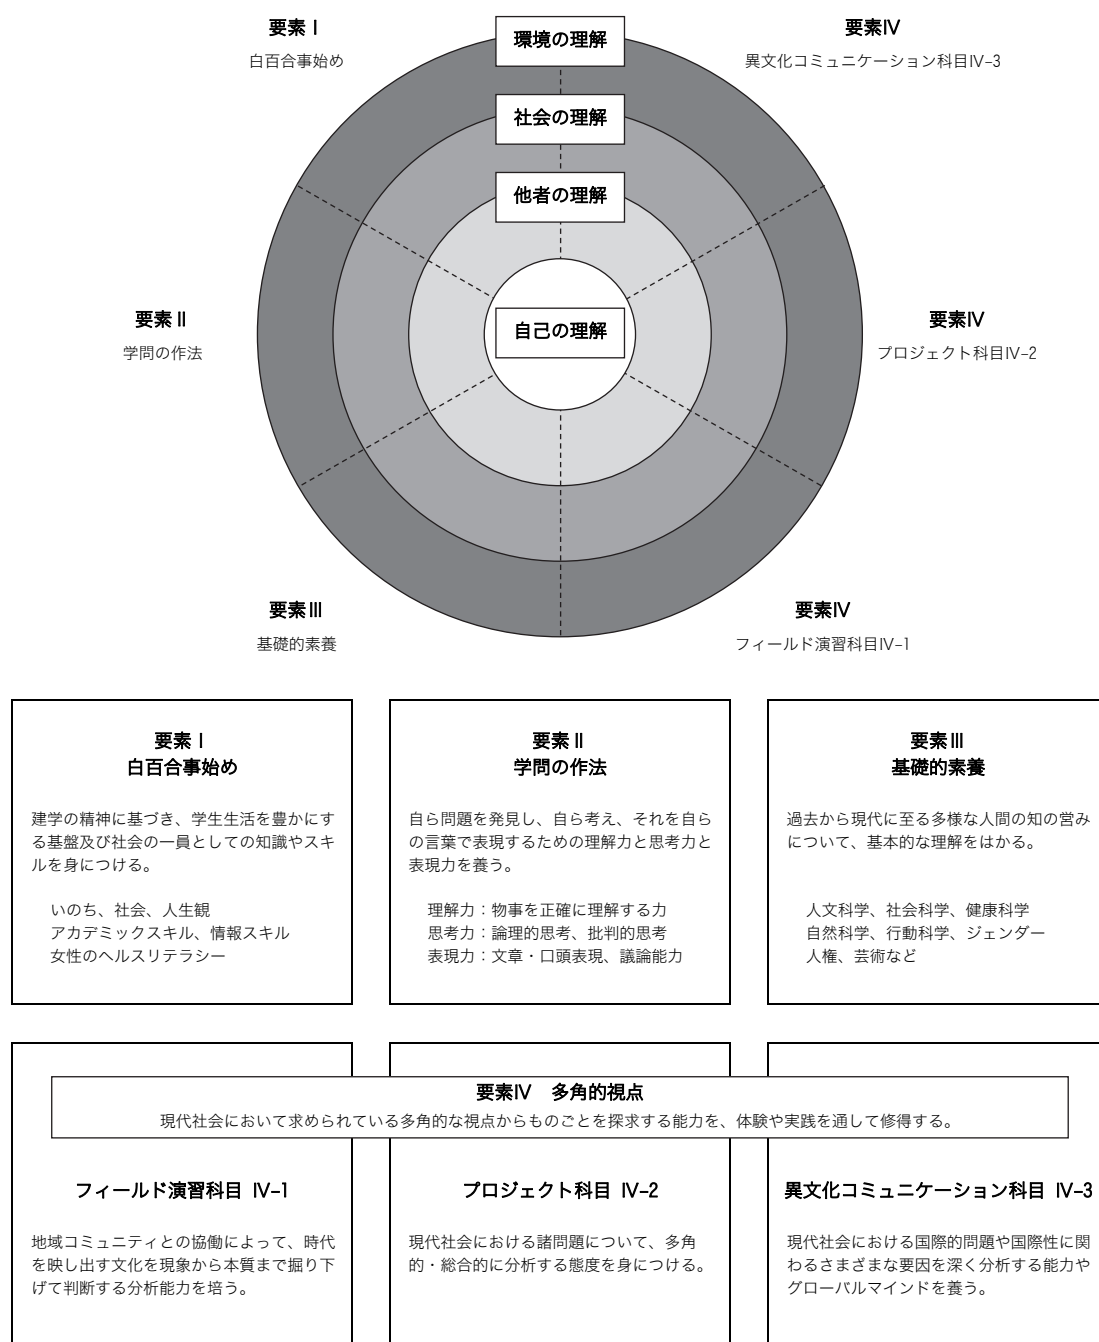 要素Ⅰ
白百合事始め
環境の理解
要素Ⅳ
異文化コミュニケーション科目Ⅳ−3
社会の理解
他者の理解
要素Ⅱ
学問の作法
自己の理解
要素Ⅳ
プロジェクト科目Ⅳ−2
要素Ⅲ
基礎的素養
要素Ⅳ
フィールド演習科目Ⅳ−1
要素Ⅰ
白百合事始め
建学の精神に基づき、学生生活を豊かにす
る基盤及び社会の一員としての知識やスキ
ルを身につける。
いのち、社会、人生観
アカデミックスキル、情報スキル
女性のヘルスリテラシー
要素Ⅱ
学問の作法
自ら問題を発見し、自ら考え、それを自ら
の言葉で表現するための理解力と思考力と
表現力を養う。
理解力：物事を正確に理解する力
思考力：論理的思考、批判的思考
表現力：文章・口頭表現、議論能力
要素Ⅲ
基礎的素養
過去から現代に至る多様な人間の知の営み
について、基本的な理解をはかる。
人文科学、社会科学、健康科学
自然科学、行動科学、ジェンダー
人権、芸術など
要素Ⅳ　多角的視点
現代社会において求められている多角的な視点からものごとを探求する能力を、体験や実践を通して修得する。
フィールド演習科目 Ⅳ−1
地域コミュニティとの協働によって、時代
を映し出す文化を現象から本質まで掘り下
げて判断する分析能力を培う。
プロジェクト科目 Ⅳ−2
現代社会における諸問題について、多角
的・総合的に分析する態度を身につける。
異文化コミュニケーション科目 Ⅳ−3
現代社会における国際的問題や国際性に関
わるさまざまな要因を深く分析する能力や
グローバルマインドを養う。